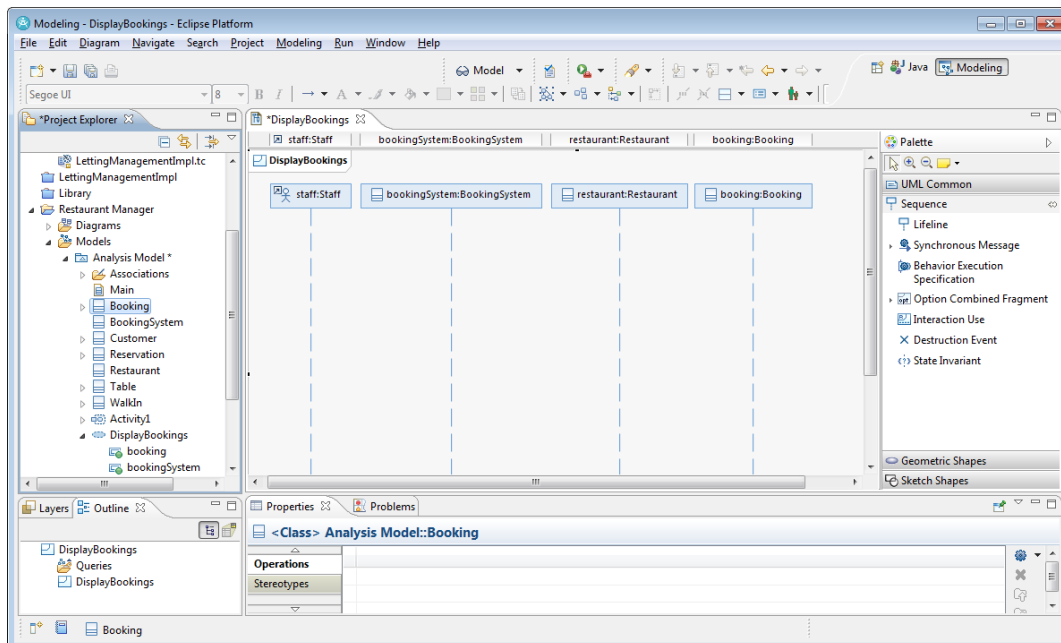 Modeling - DisplayBookings - Eclipse Platform
File Edit Diagram Navigate Search Project Modeling Run Window Help
Model
Java Modeling
Segoe UI 8 B I A
*Project Explorer
LettingManagementImpl.tc
LettingManagementImpl
Library
Restaurant Manager
Diagrams
Models
Analysis Model *
Associations
Main
Booking
BookingSystem
Customer
Reservation
Restaurant
Table
WalkIn
Activity1
DisplayBookings
booking
bookingSystem
*DisplayBookings
staff:Staff bookingSystem:BookingSystem restaurant:Restaurant booking:Booking
DisplayBookings
staff:Staff bookingSystem:BookingSystem restaurant:Restaurant booking:Booking
Palette
UML Common
Sequence
Lifeline
Synchronous Message
Behavior Execution
Specification
opt Option Combined Fragment
Interaction Use
Destruction Event
State Invariant
Geometric Shapes
Sketch Shapes
Layers Outline
DisplayBookings
Queries
DisplayBookings
Properties Problems
<Class> Analysis Model::Booking
Operations
Stereotypes
Booking